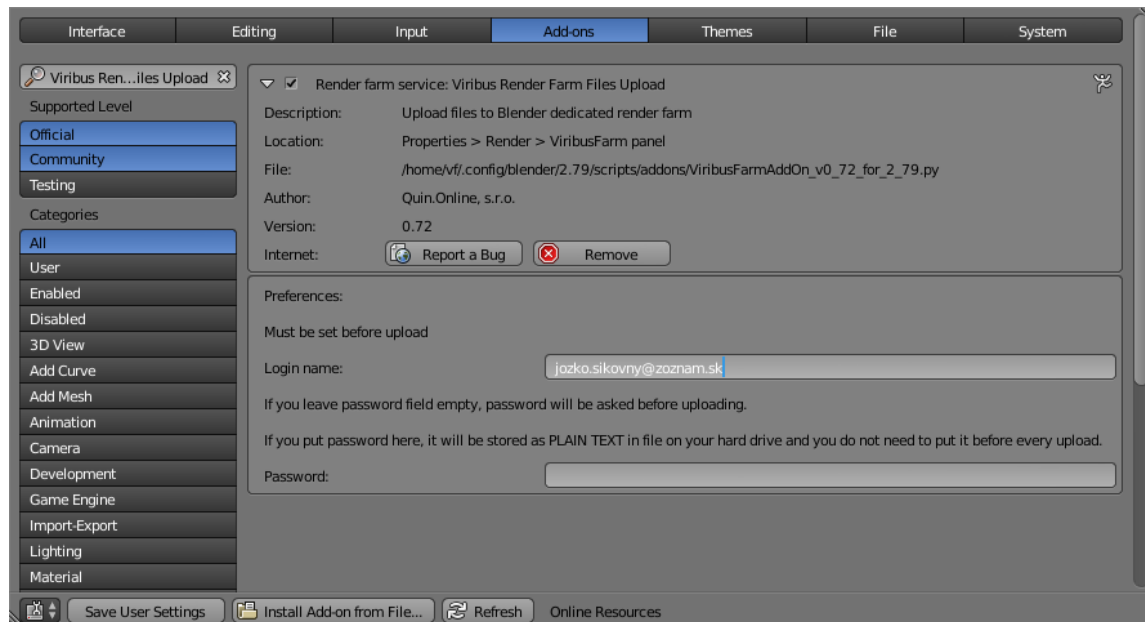 Interface Editing Input Add-ons Themes File System
Viribus Ren...iles Upload
Supported Level
Official
Community
Testing
Categories
All
User
Enabled
Disabled
3D View
Add Curve
Add Mesh
Animation
Camera
Development
Game Engine
Import-Export
Lighting
Material
Render farm service: Viribus Render Farm Files Upload
Description: Upload files to Blender dedicated render farm
Location: Properties > Render > ViribusFarm panel
File: /home/vf/.config/blender/2.79/scripts/addons/ViribusFarmAddOn_v0_72_for_2_79.py
Author: Quin.Online, s.r.o.
Version: 0.72
Internet: Report a Bug Remove
Preferences:
Must be set before upload
Login name: jozko.sikovny@zoznam.sk
If you leave password field empty, password will be asked before uploading.
If you put password here, it will be stored as PLAIN TEXT in file on your hard drive and you do not need to put it before every upload.
Password:
Save User Settings Install Add-on from File... Refresh Online Resources